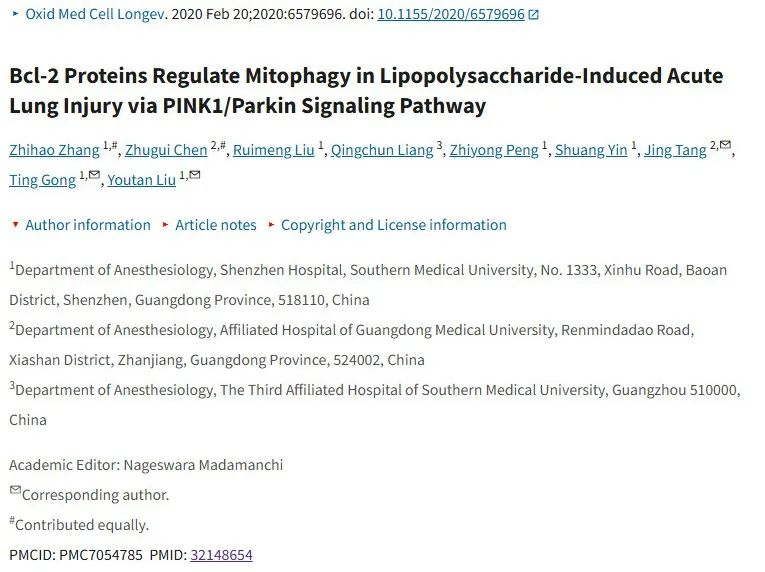 ▸ Oxid Med Cell Longev. 2020 Feb 20;2020:6579696. doi: 10.1155/2020/6579696
Bcl-2 Proteins Regulate Mitophagy in Lipopolysaccharide-Induced Acute
Lung Injury via PINK1/Parkin Signaling Pathway
Zhihao Zhang 1,#, Zhugui Chen 2,#, Ruimeng Liu 1, Qingchun Liang 3, Zhiyong Peng 1, Shuang Yin 1, Jing Tang 2,✉,
Ting Gong 1,✉, Youtan Liu 1,✉
▾ Author information ▸ Article notes ▸ Copyright and License information
1Department of Anesthesiology, Shenzhen Hospital, Southern Medical University, No. 1333, Xinhu Road, Baoan
District, Shenzhen, Guangdong Province, 518110, China
2Department of Anesthesiology, Affiliated Hospital of Guangdong Medical University, Renmindadao Road,
Xiashan District, Zhanjiang, Guangdong Province, 524002, China
3Department of Anesthesiology, The Third Affiliated Hospital of Southern Medical University, Guangzhou 510000,
China
Academic Editor: Nageswara Madamanchi
✉Corresponding author.
#Contributed equally.
PMCID: PMC7054785 PMID: 32148654